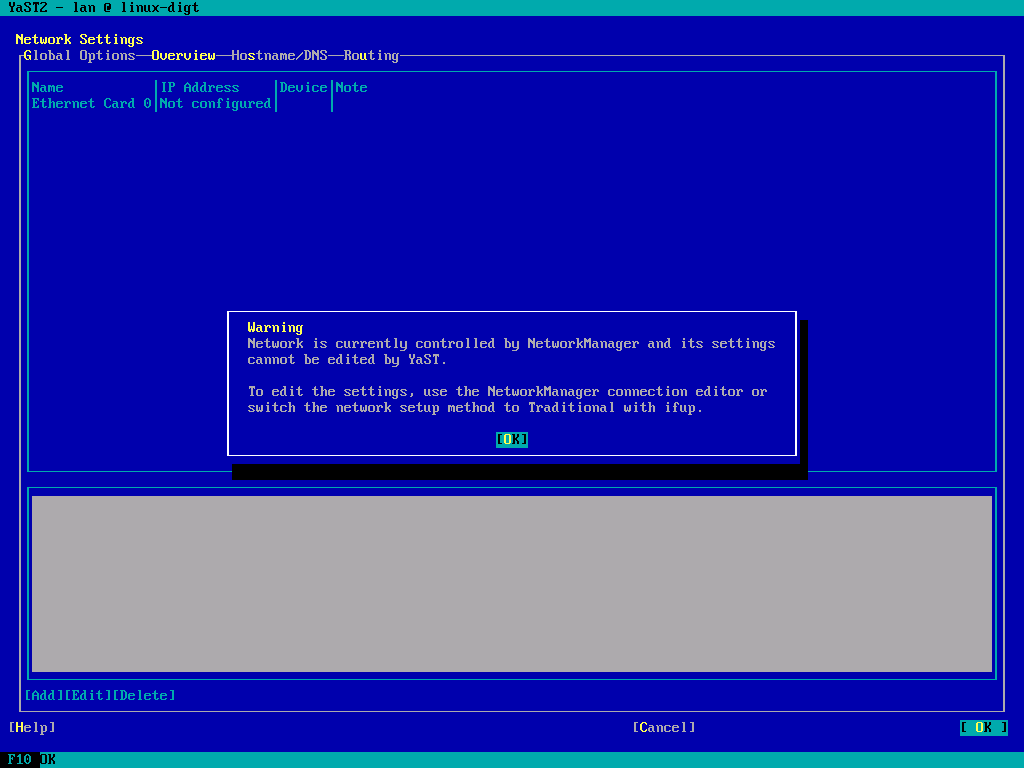 YaST2 - lan @ linux-digt
Network Settings
Global Options Overview Hostname/DNS Routing
Name IP Address Device Note
Ethernet Card 0 Not configured
Warning
Network is currently controlled by NetworkManager and its settings
cannot be edited by YaST.
To edit the settings, use the NetworkManager connection editor or
switch the network setup method to Traditional with ifup.
[OK]
[Add][Edit][Delete]
[Help] [Cancel] [ OK ]
F10 OK